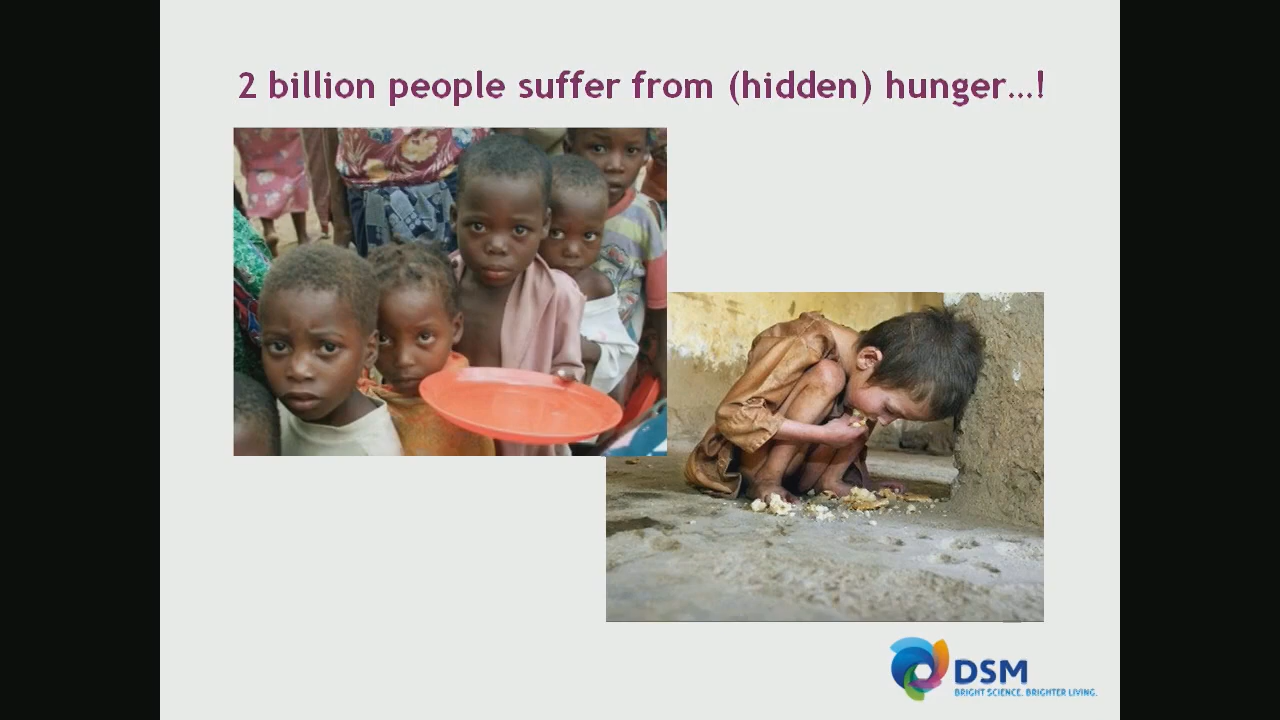 2 billion people suffer from (hidden) hunger...!
DSM
BRIGHT SCIENCE. BRIGHTER LIVING.